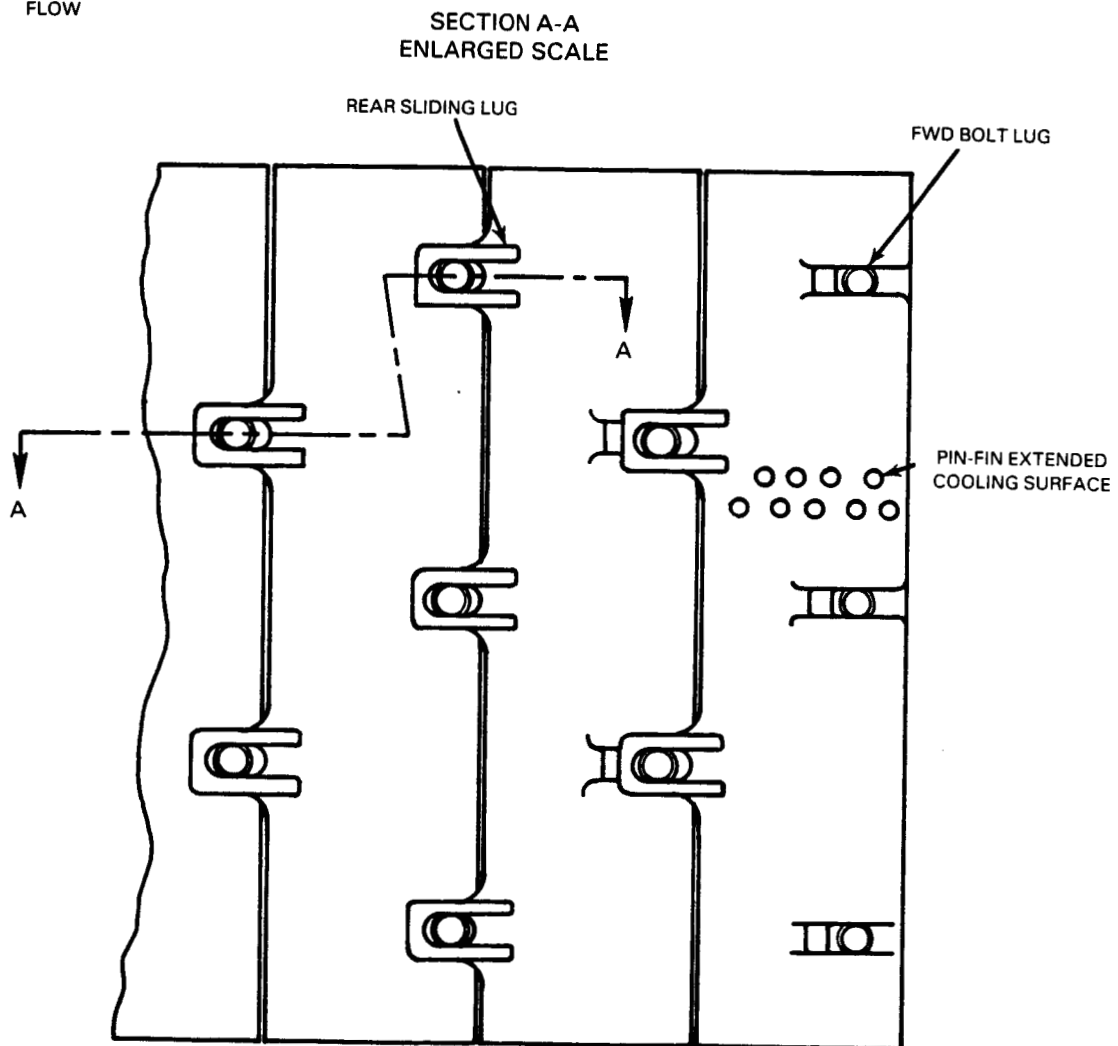 FLOW
SECTION A-A
ENLARGED SCALE
REAR SLIDING LUG
FWD BOLT LUG
A
PIN-FIN EXTENDED
COOLING SURFACE
A